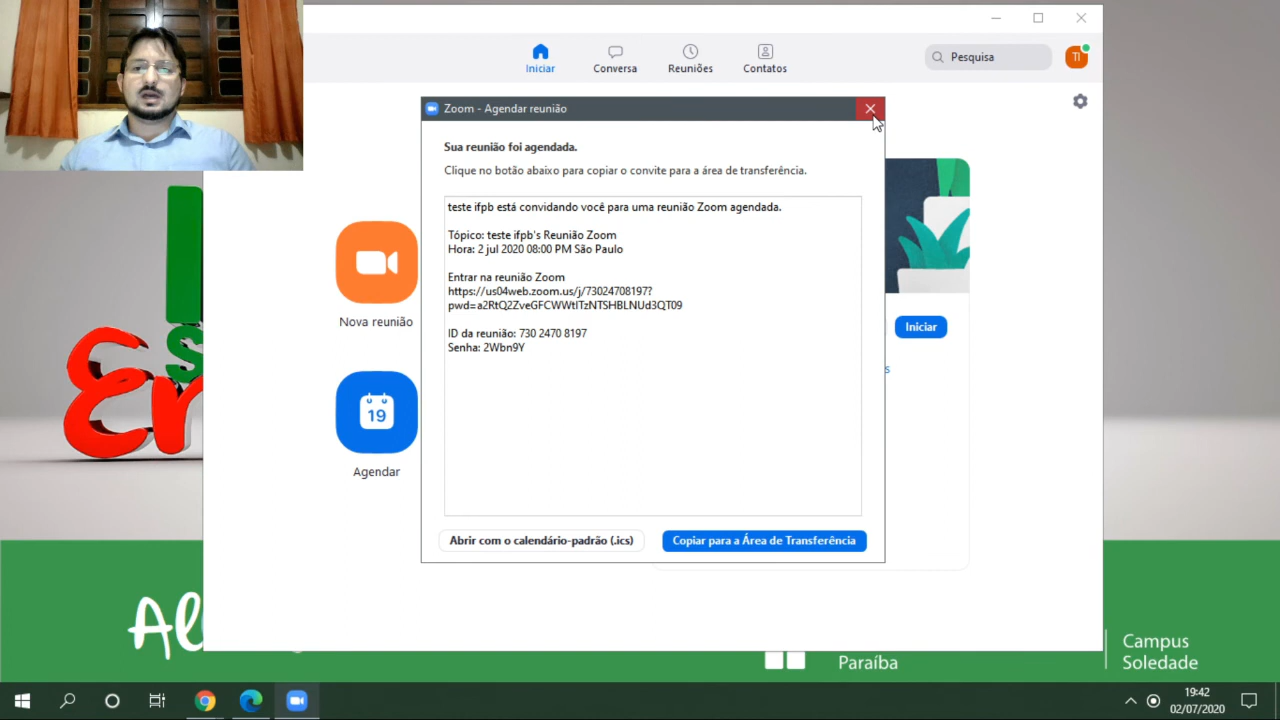 Iniciar
Conversa
Reuniões
Contatos
Pesquisa
TI
Zoom - Agendar reunião
Sua reunião foi agendada.
Clique no botão abaixo para copiar o convite para a área de transferência.
teste ifpb está convidando você para uma reunião Zoom agendada.
Tópico: teste ifpb's Reunião Zoom
Hora: 2 jul 2020 08:00 PM São Paulo
Entrar na reunião Zoom
https://us04web.zoom.us/j/73024708197?
pwd=a2RtQ2ZveGFCWWtITzNTSHBLNUd3QT09
ID da reunião: 730 2470 8197
Senha: 2Wbn9Y
Abrir com o calendário-padrão (.ics)
Copiar para a Área de Transferência
Nova reunião
19
Agendar
Iniciar
s
Paraíba
Campus
Soledade
19:42
02/07/2020